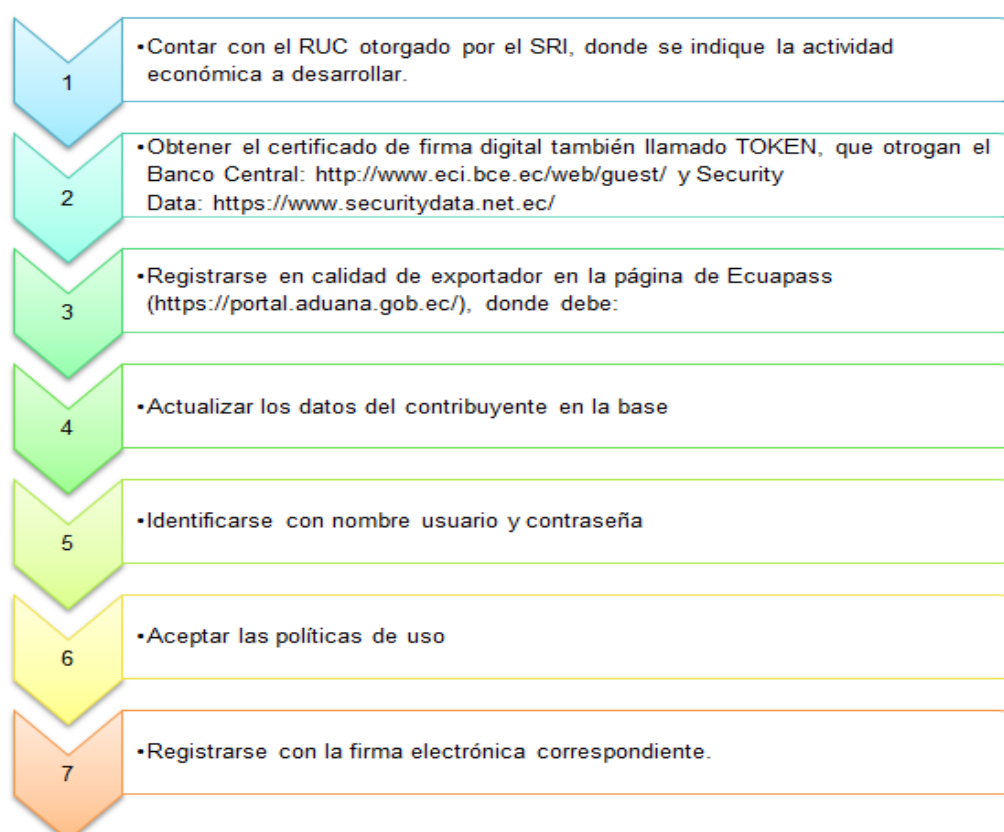 1
•Contar con el RUC otorgado por el SRI, donde se indique la actividad
económica a desarrollar.
2
•Obtener el certificado de firma digital también llamado TOKEN, que otrogan el
Banco Central: http://www.eci.bce.ec/web/guest/ y Security
Data: https://www.securitydata.net.ec/
3
•Registrarse en calidad de exportador en la página de Ecuapass
(https://portal.aduana.gob.ec/), donde debe:
4
•Actualizar los datos del contribuyente en la base
5
•Identificarse con nombre usuario y contraseña
6
•Aceptar las políticas de uso
7
•Registrarse con la firma electrónica correspondiente.